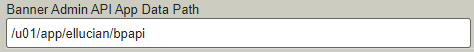 Banner Admin API App Data Path
/u01/app/ellucian/bpapi